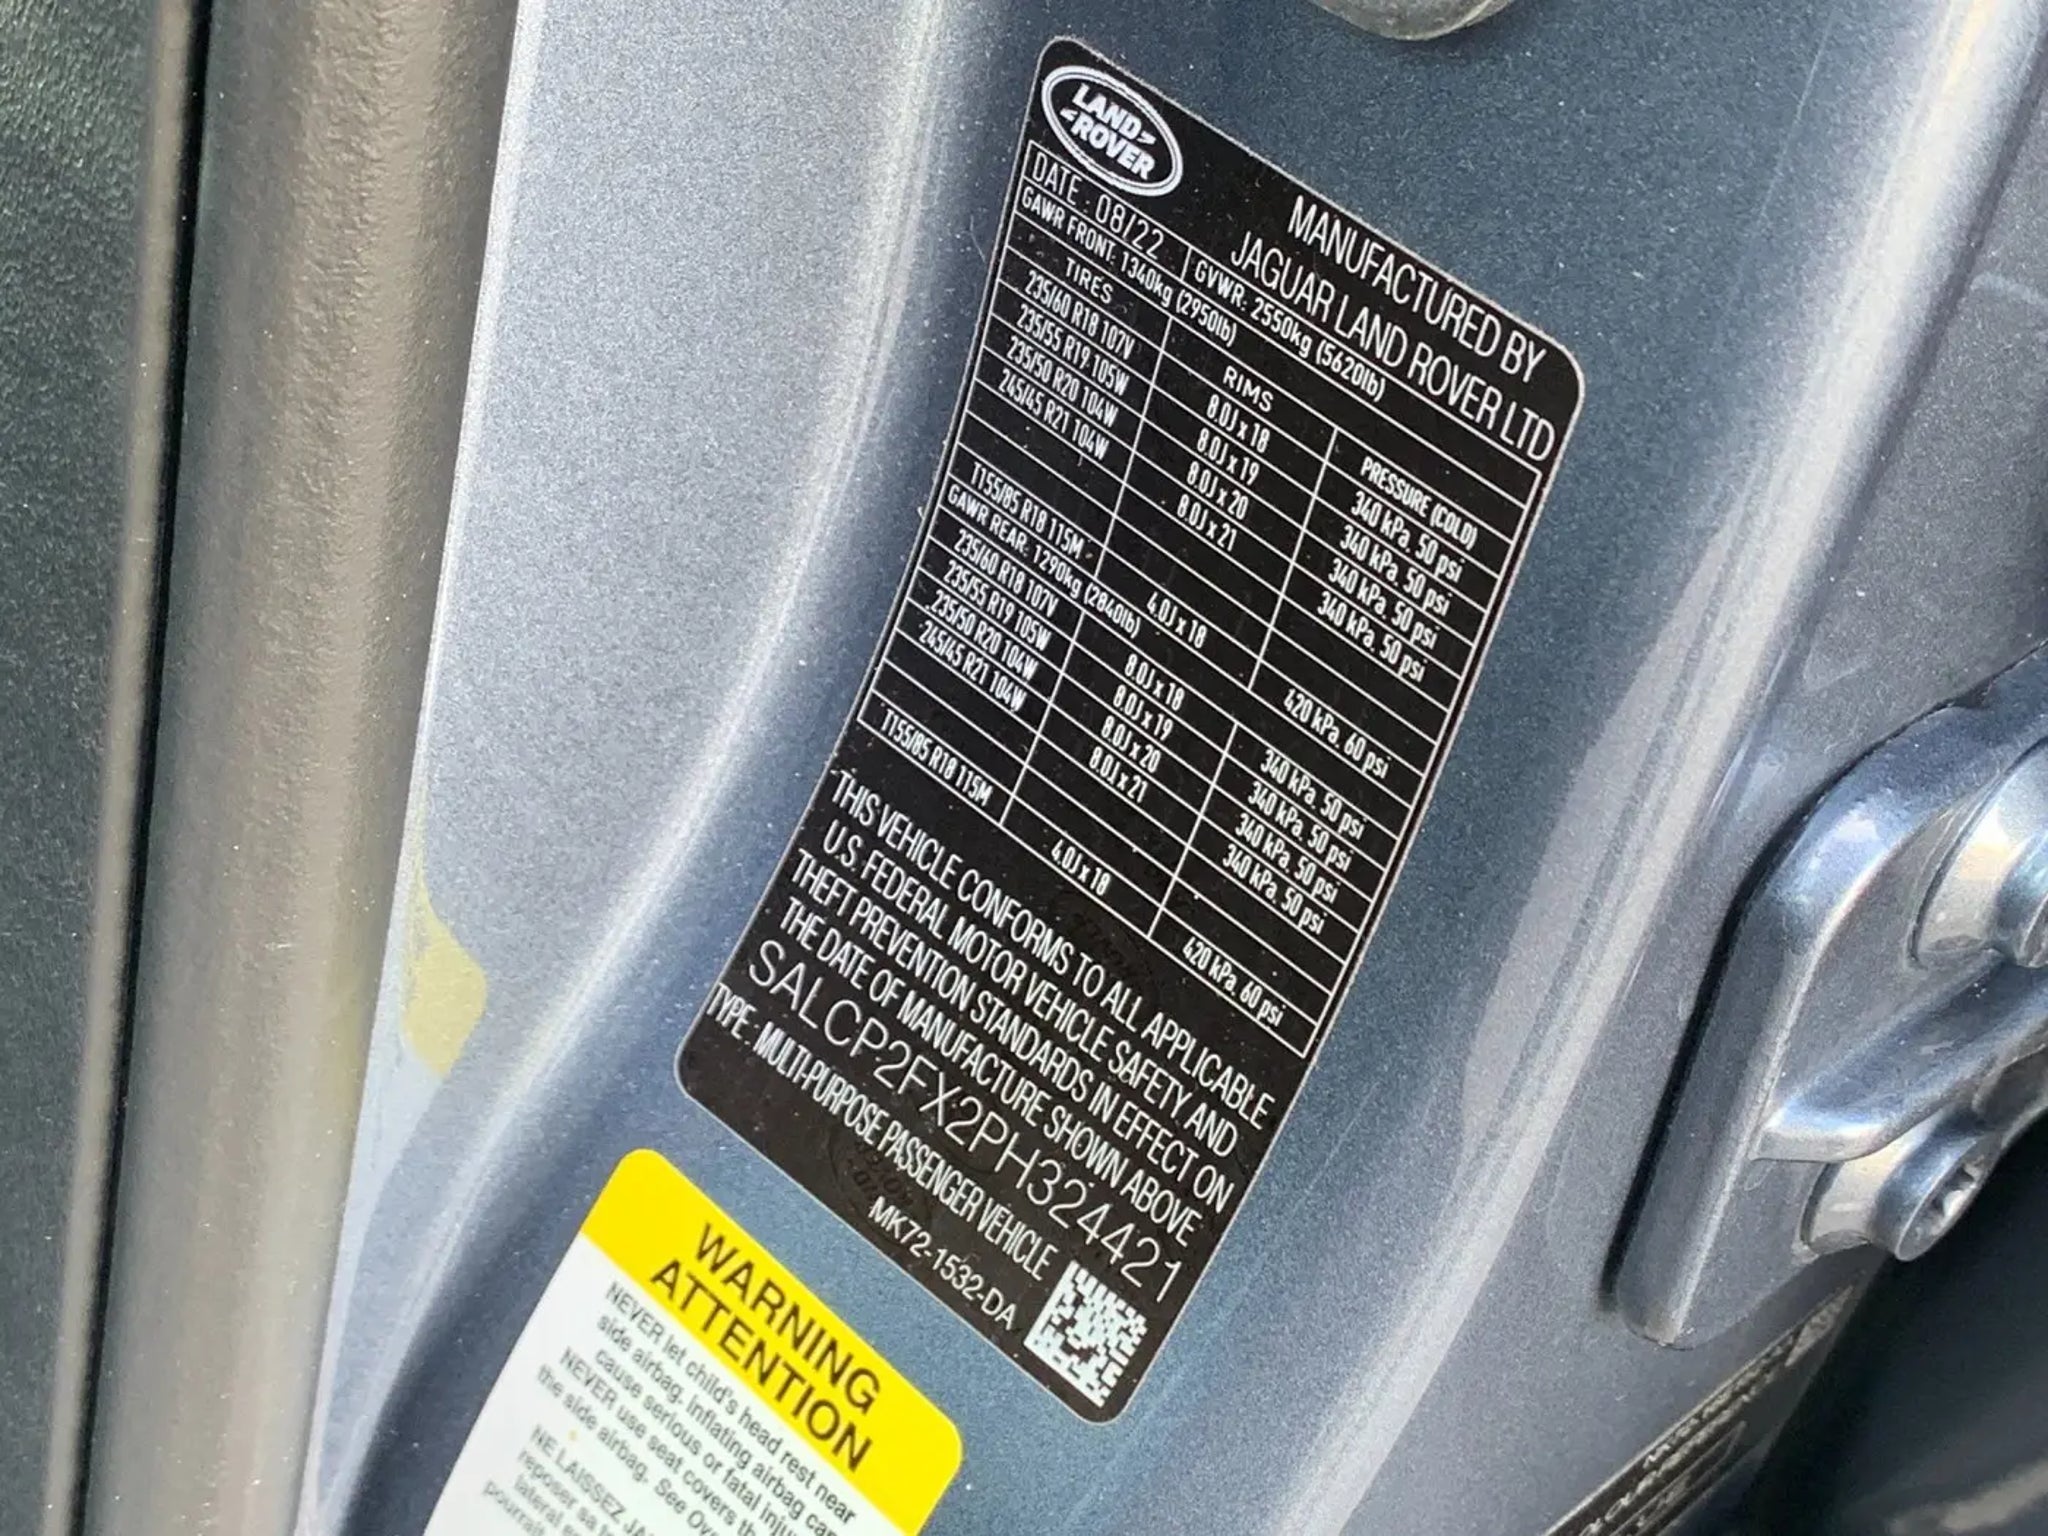 LAND
ROVER
MANUFACTURED BY
JAGUAR LAND ROVER LTD
DATE : 08/22 GVWR: 2550kg (5620lb)
GAWR FRONT: 1340kg (2950lb)
TIRES RIMS PRESSURE (COLD)
235/60 R18 107V 8.0J x 18 340 kPa. 50 psi
235/55 R19 105W 8.0J x 19 340 kPa. 50 psi
235/50 R20 104W 8.0J x 20 340 kPa. 50 psi
245/45 R21 104W 8.0J x 21 340 kPa. 50 psi
T155/85 R18 115M 4.0J x 18 420 kPa. 60 psi
GAWR REAR: 1290kg (2840lb)
235/60 R18 107V 8.0J x 18 340 kPa. 50 psi
235/55 R19 105W 8.0J x 19 340 kPa. 50 psi
235/50 R20 104W 8.0J x 20 340 kPa. 50 psi
245/45 R21 104W 8.0J x 21 340 kPa. 50 psi
T155/85 R18 115M 4.0J x 18 420 kPa. 60 psi
THIS VEHICLE CONFORMS TO ALL APPLICABLE
U.S. FEDERAL MOTOR VEHICLE SAFETY AND
THEFT PREVENTION STANDARDS IN EFFECT ON
THE DATE OF MANUFACTURE SHOWN ABOVE
SALCP2FX2PH324421
TYPE : MULTI-PURPOSE PASSENGER VEHICLE
MK72-1532-DA
WARNING
ATTENTION
NEVER let child's head rest near
side airbag. Inflating airbag can
cause serious or fatal
NEVER use seat covers
the side airbag. See
NE LAISSEZ
reposer sa